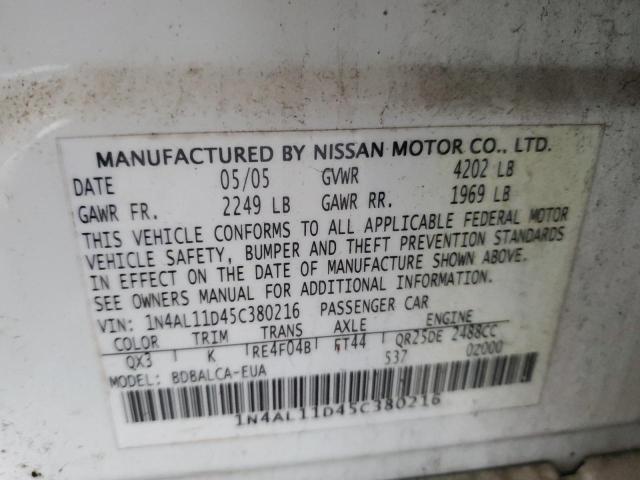 MANUFACTURED BY NISSAN MOTOR CO., LTD.
DATE 05/05 GVWR 4202 LB
GAWR FR. 2249 LB GAWR RR. 1969 LB
THIS VEHICLE CONFORMS TO ALL APPLICABLE FEDERAL MOTOR
VEHICLE SAFETY, BUMPER AND THEFT PREVENTION STANDARDS
IN EFFECT ON THE DATE OF MANUFACTURE SHOWN ABOVE.
SEE OWNERS MANUAL FOR ADDITIONAL INFORMATION.
VIN: 1N4AL11D45C380216 PASSENGER CAR
COLOR TRIM TRANS AXLE ENGINE
QX3 K RE4F04B FT44 QR25DE 2488CC
MODEL: BDBALCA-EUA 537 02000
1N4AL11D45C380216